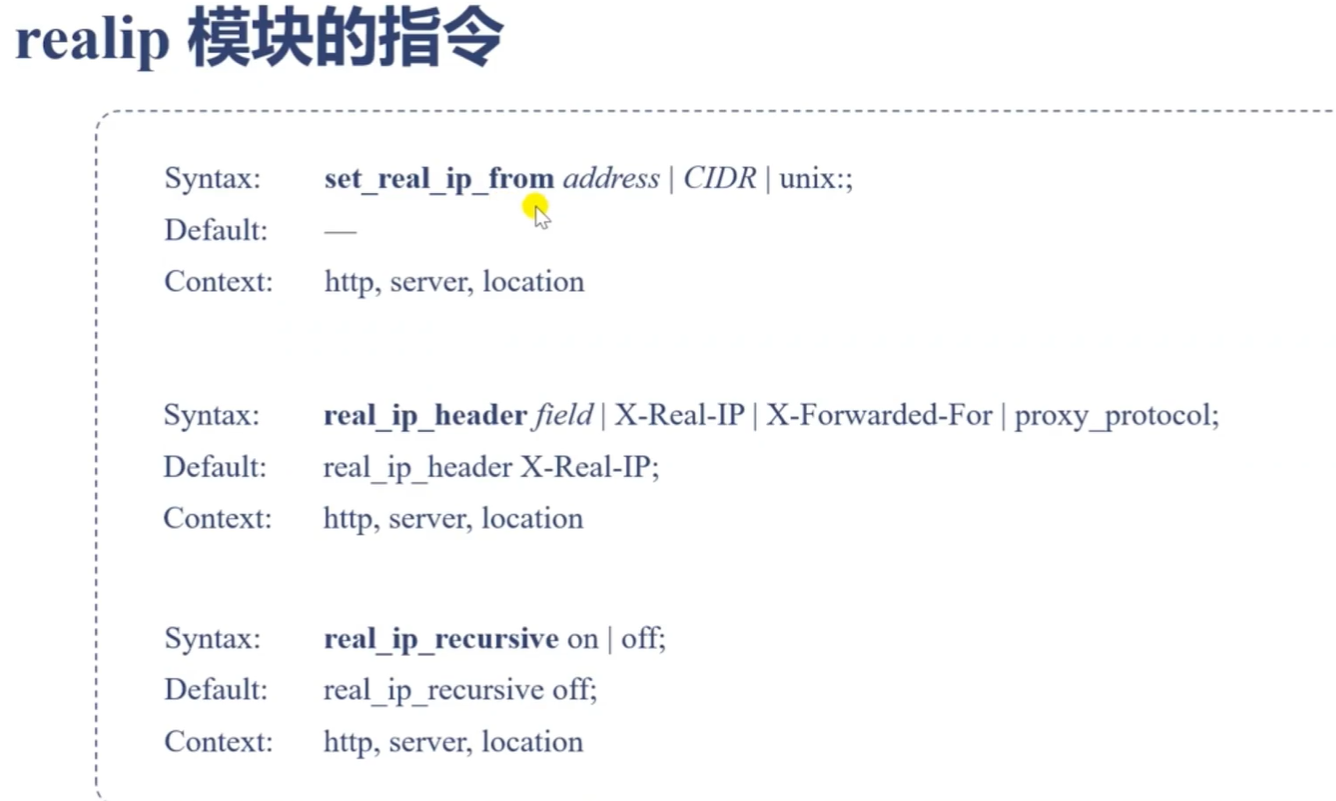 realip 模块的指令
Syntax: set_real_ip_from address | CIDR | unix:;
Default: —
Context: http, server, location
Syntax: real_ip_header field | X-Real-IP | X-Forwarded-For | proxy_protocol;
Default: real_ip_header X-Real-IP;
Context: http, server, location
Syntax: real_ip_recursive on | off;
Default: real_ip_recursive off;
Context: http, server, location